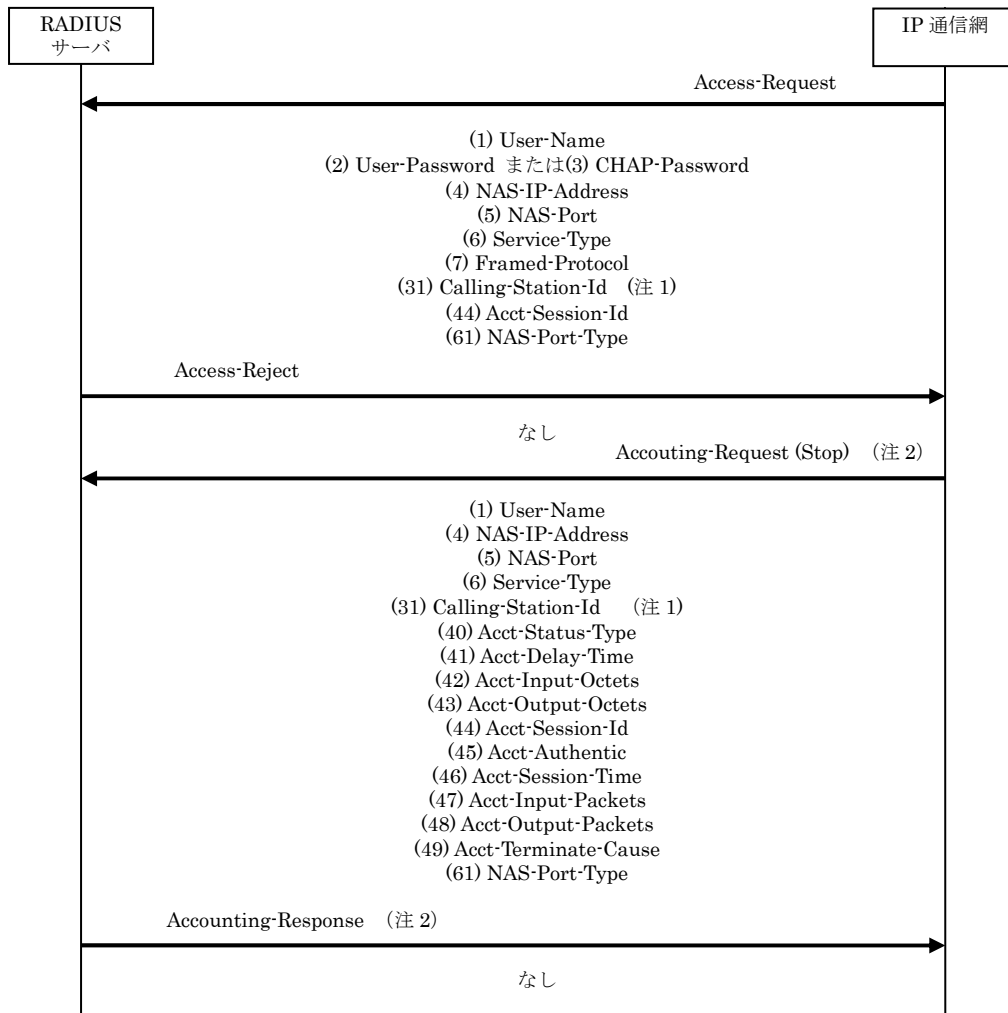 RADIUS
サーバ
IP 通信網
Access-Request
(1) User-Name
(2) User-Password または(3) CHAP-Password
(4) NAS-IP-Address
(5) NAS-Port
(6) Service-Type
(7) Framed-Protocol
(31) Calling-Station-Id (注 1)
(44) Acct-Session-Id
(61) NAS-Port-Type
Access-Reject
なし
Accouting-Request (Stop) (注 2)
(1) User-Name
(4) NAS-IP-Address
(5) NAS-Port
(6) Service-Type
(31) Calling-Station-Id (注 1)
(40) Acct-Status-Type
(41) Acct-Delay-Time
(42) Acct-Input-Octets
(43) Acct-Output-Octets
(44) Acct-Session-Id
(45) Acct-Authentic
(46) Acct-Session-Time
(47) Acct-Input-Packets
(48) Acct-Output-Packets
(49) Acct-Terminate-Cause
(61) NAS-Port-Type
Accounting-Response (注 2)
なし